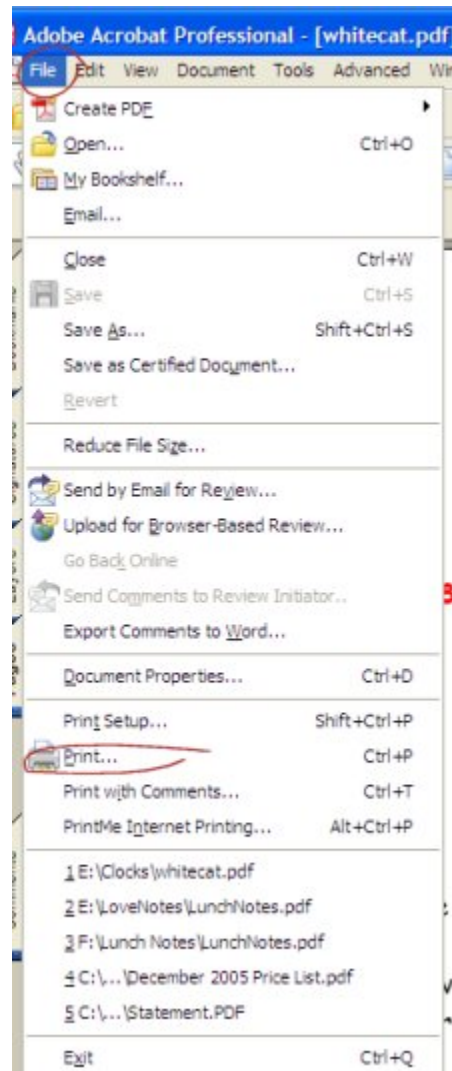 Adobe Acrobat Professional - [whitecat.pdf]
File Edit View Document Tools Advanced
Create PDF
Open... Ctrl+O
My Bookshelf...
Email...
Close Ctrl+W
Save Ctrl+S
Save As... Shift+Ctrl+S
Save as Certified Document...
Revert
Reduce File Size...
Send by Email for Review...
Upload for Browser-Based Review...
Go Back Online
Send Comments to Review Initiator...
Export Comments to Word...
Document Properties... Ctrl+D
Print Setup... Shift+Ctrl+P
Print... Ctrl+P
Print with Comments... Ctrl+T
PrintMe Internet Printing... Alt+Ctrl+P
1 E:\Clocks\whitecat.pdf
2 E:\LoveNotes\LunchNotes.pdf
3 F:\Lunch Notes\LunchNotes.pdf
4 C:\...\December 2005 Price List.pdf
5 C:\...\Statement.PDF
Exit Ctrl+Q